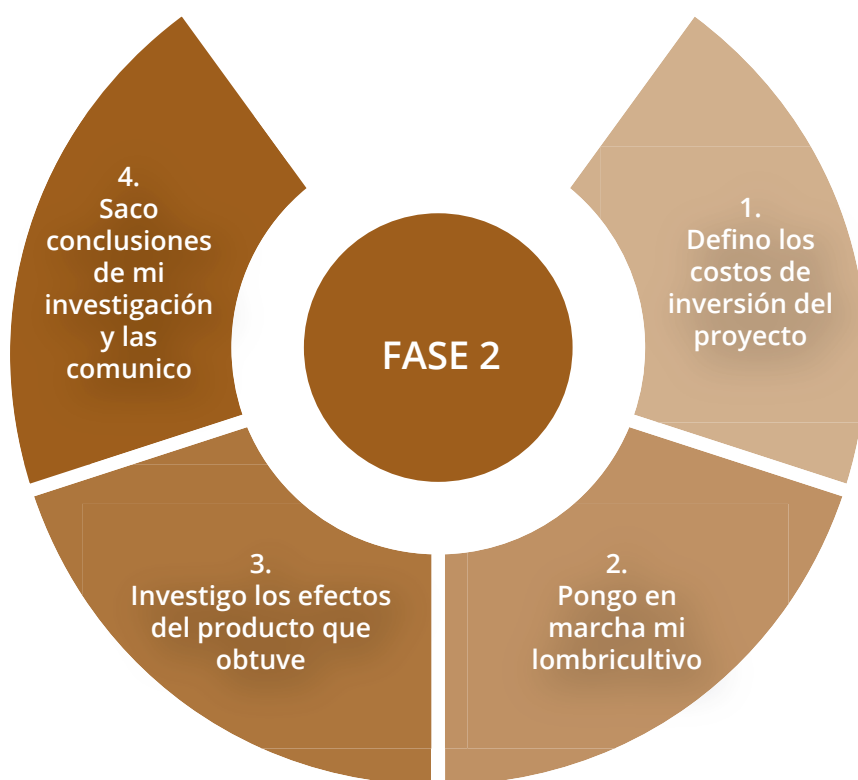 FASE 2
1.
Defino los
costos de
inversión del
proyecto
2.
Pongo en
marcha mi
lombricultivo
3.
Investigo los efectos
del producto que
obtuve
4.
Saco
conclusiones
de mi
investigación
y las
comunico